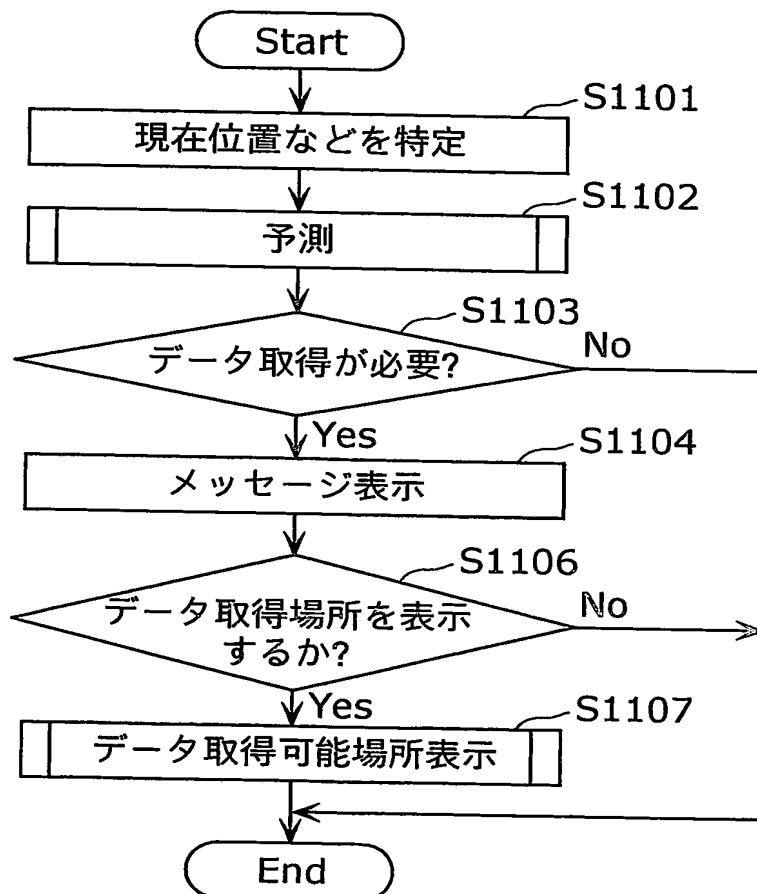 Start
S1101
現在位置などを特定
S1102
予測
S1103
データ取得が必要?
No
Yes
S1104
メッセージ表示
S1106
データ取得場所を表示
するか?
No
Yes
S1107
データ取得可能場所表示
End